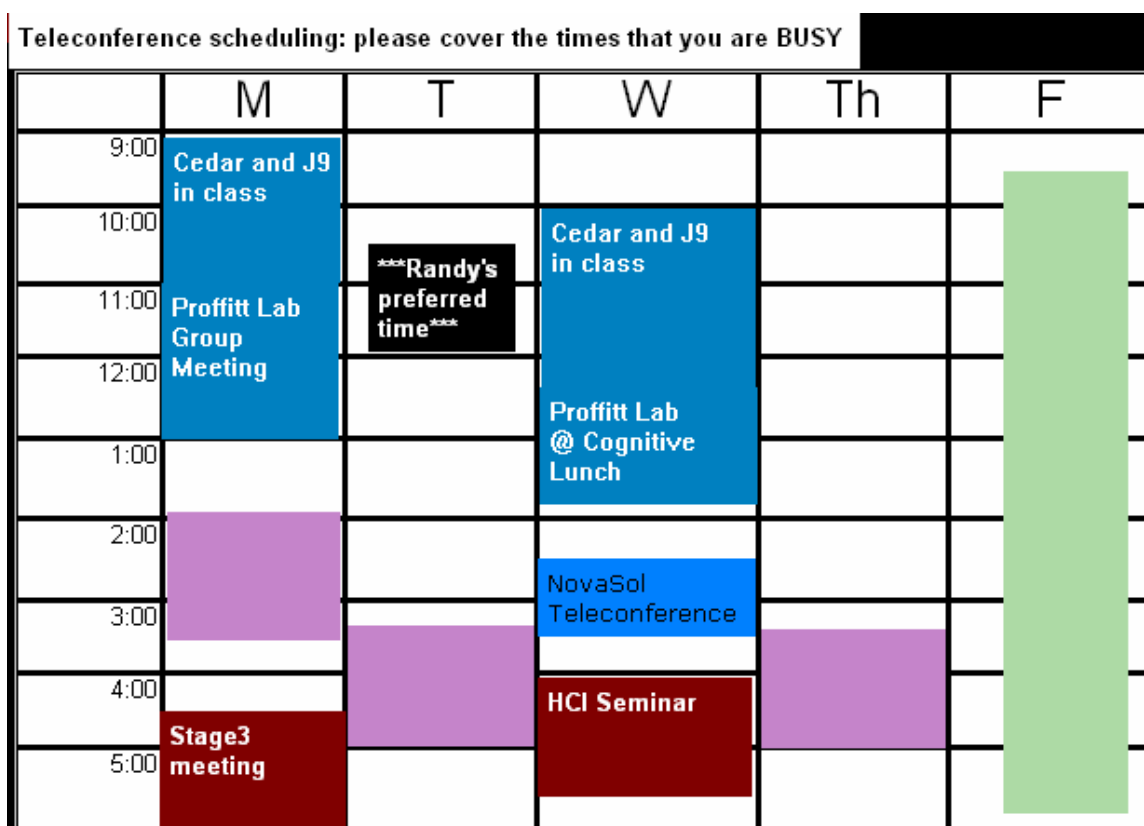 Teleconference scheduling: please cover the times that you are BUSY
M T W Th F
9:00
Cedar and J9
in class
10:00
Cedar and J9
in class
***Randy's
preferred
time***
11:00
Proffitt Lab
Group
Meeting
12:00
Proffitt Lab
@ Cognitive
Lunch
1:00
2:00
NovaSol
Teleconference
3:00
4:00
HCI Seminar
Stage3
meeting
5:00